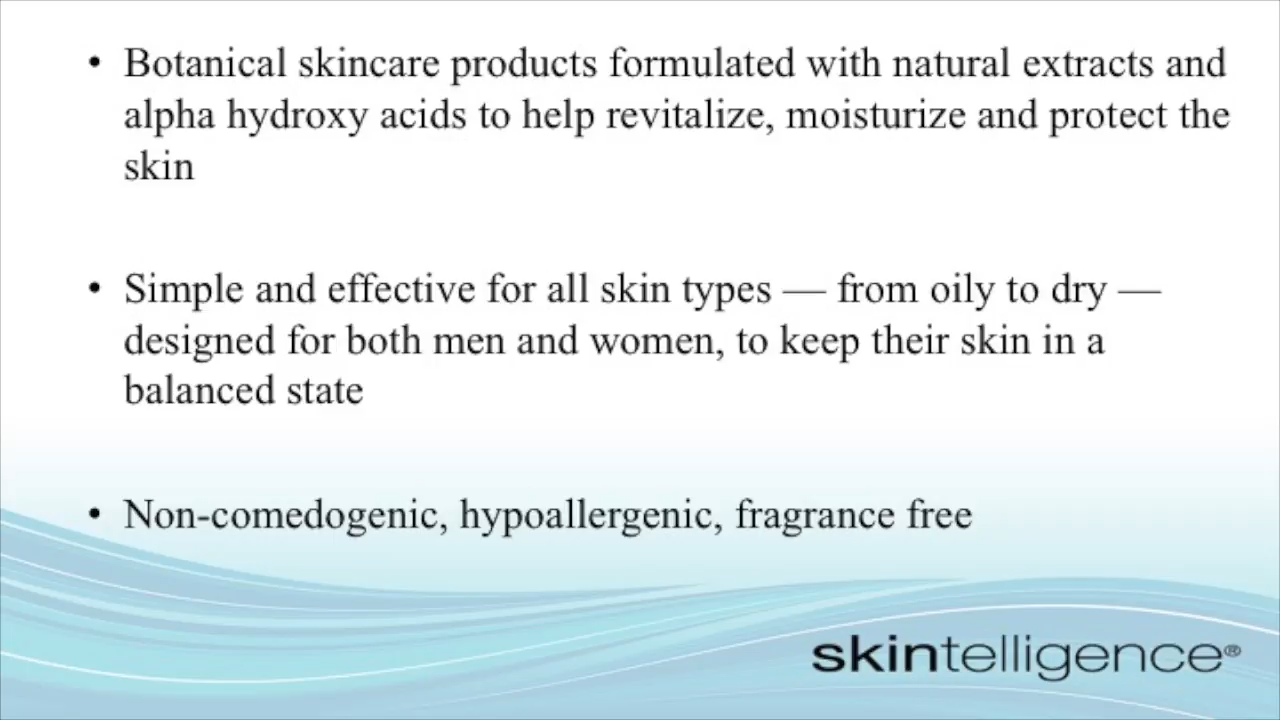 • Botanical skincare products formulated with natural extracts and
alpha hydroxy acids to help revitalize, moisturize and protect the
skin
• Simple and effective for all skin types — from oily to dry —
designed for both men and women, to keep their skin in a
balanced state
• Non-comedogenic, hypoallergenic, fragrance free
skintelligence®